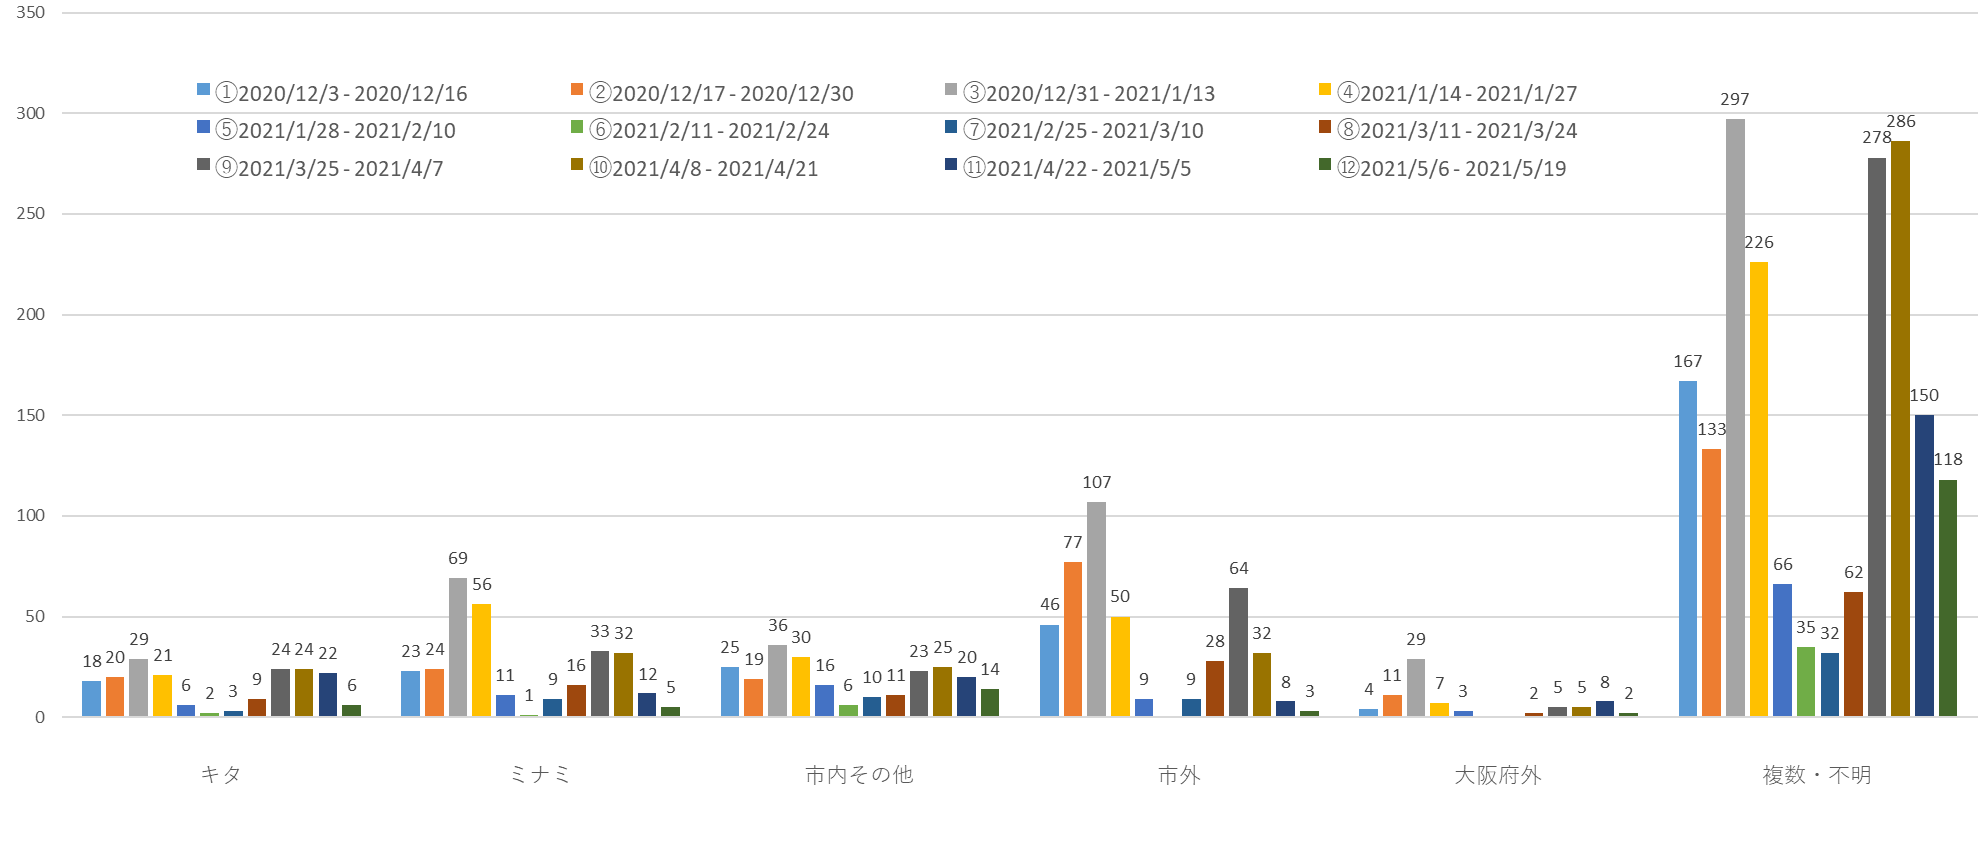 350
①2020/12/3 - 2020/12/16 ②2020/12/17 - 2020/12/30 ③2020/12/31 - 2021/1/13 ④2021/1/14 - 2021/1/27
⑤2021/1/28 - 2021/2/10 ⑥2021/2/11 - 2021/2/24 ⑦2021/2/25 - 2021/3/10 ⑧2021/3/11 - 2021/3/24
⑨2021/3/25 - 2021/4/7 ⑩2021/4/8 - 2021/4/21 ⑪2021/4/22 - 2021/5/5 ⑫2021/5/6 - 2021/5/19
300
250
200
150
100
50
0
18 20 29 21 6 2 3 9 24 24 22 6
23 24 69 56 11 1 9 16 33 32 12 5
25 19 36 30 16 6 10 11 23 25 20 14
46 77 107 50 9 9 28 64 32 8 3
4 11 29 7 3 2 5 5 8 2
167 133 297 226 66 35 32 62 278 286 150 118
キタ ミナミ 市内その他 市外 大阪府外 複数・不明